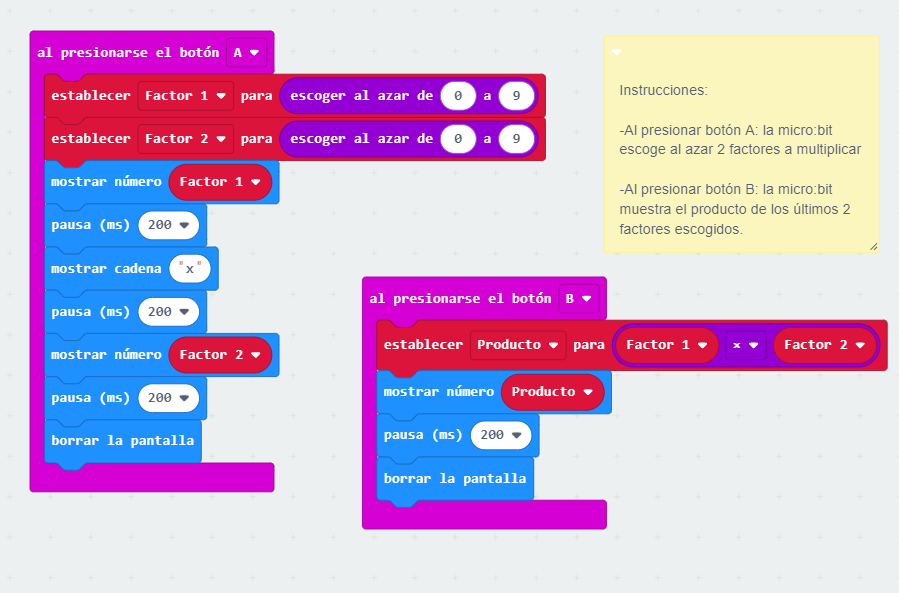 al presionarse el botón A
establecer Factor 1 para escoger al azar de 0 a 9
establecer Factor 2 para escoger al azar de 0 a 9
mostrar número Factor 1
pausa (ms) 200
mostrar cadena "x"
pausa (ms) 200
mostrar número Factor 2
pausa (ms) 200
borrar la pantalla
Instrucciones:
-Al presionar botón A: la micro:bit
escoge al azar 2 factores a multiplicar
-Al presionar botón B: la micro:bit
muestra el producto de los últimos 2
factores escogidos.
al presionarse el botón B
establecer Producto para Factor 1 x Factor 2
mostrar número Producto
pausa (ms) 200
borrar la pantalla